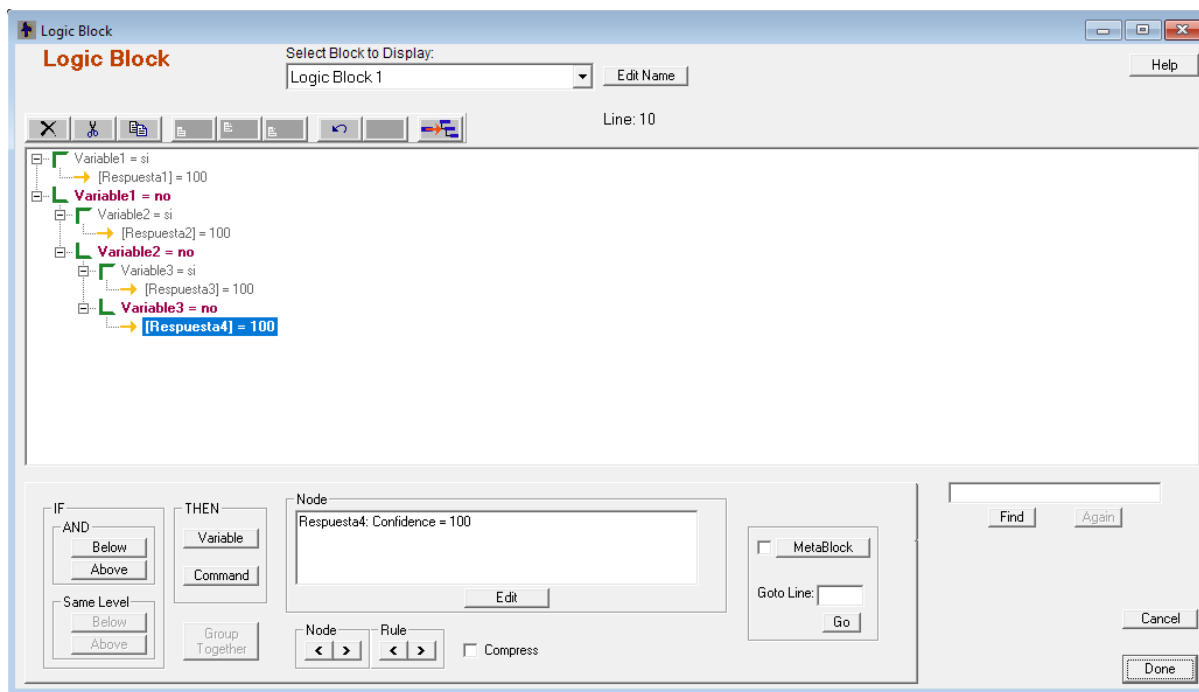 Logic Block
Logic Block
Select Block to Display:
Logic Block 1
Edit Name
Help
Line: 10
Variable1 = si
[Respuesta1] = 100
Variable1 = no
Variable2 = si
[Respuesta2] = 100
Variable2 = no
Variable3 = si
[Respuesta3] = 100
Variable3 = no
[Respuesta4] = 100
IF
AND
Below
Above
Same Level
Below
Above
THEN
Variable
Command
Group
Together
Node
Respuesta4: Confidence = 100
Edit
Node
< >
Rule
< >
Compress
MetaBlock
Goto Line:
Go
Find
Again
Cancel
Done